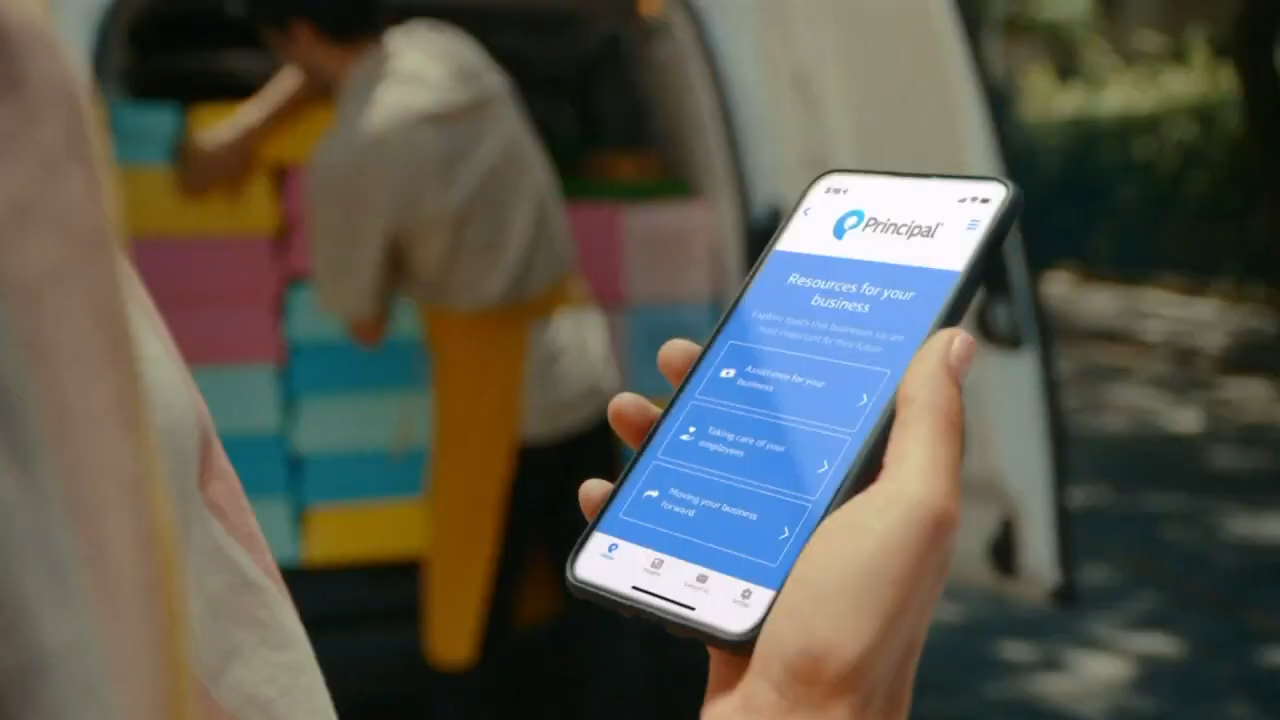 Principal
Resources for your
business
Assistance for your
business
Taking care of your
employees
Moving your business
forward